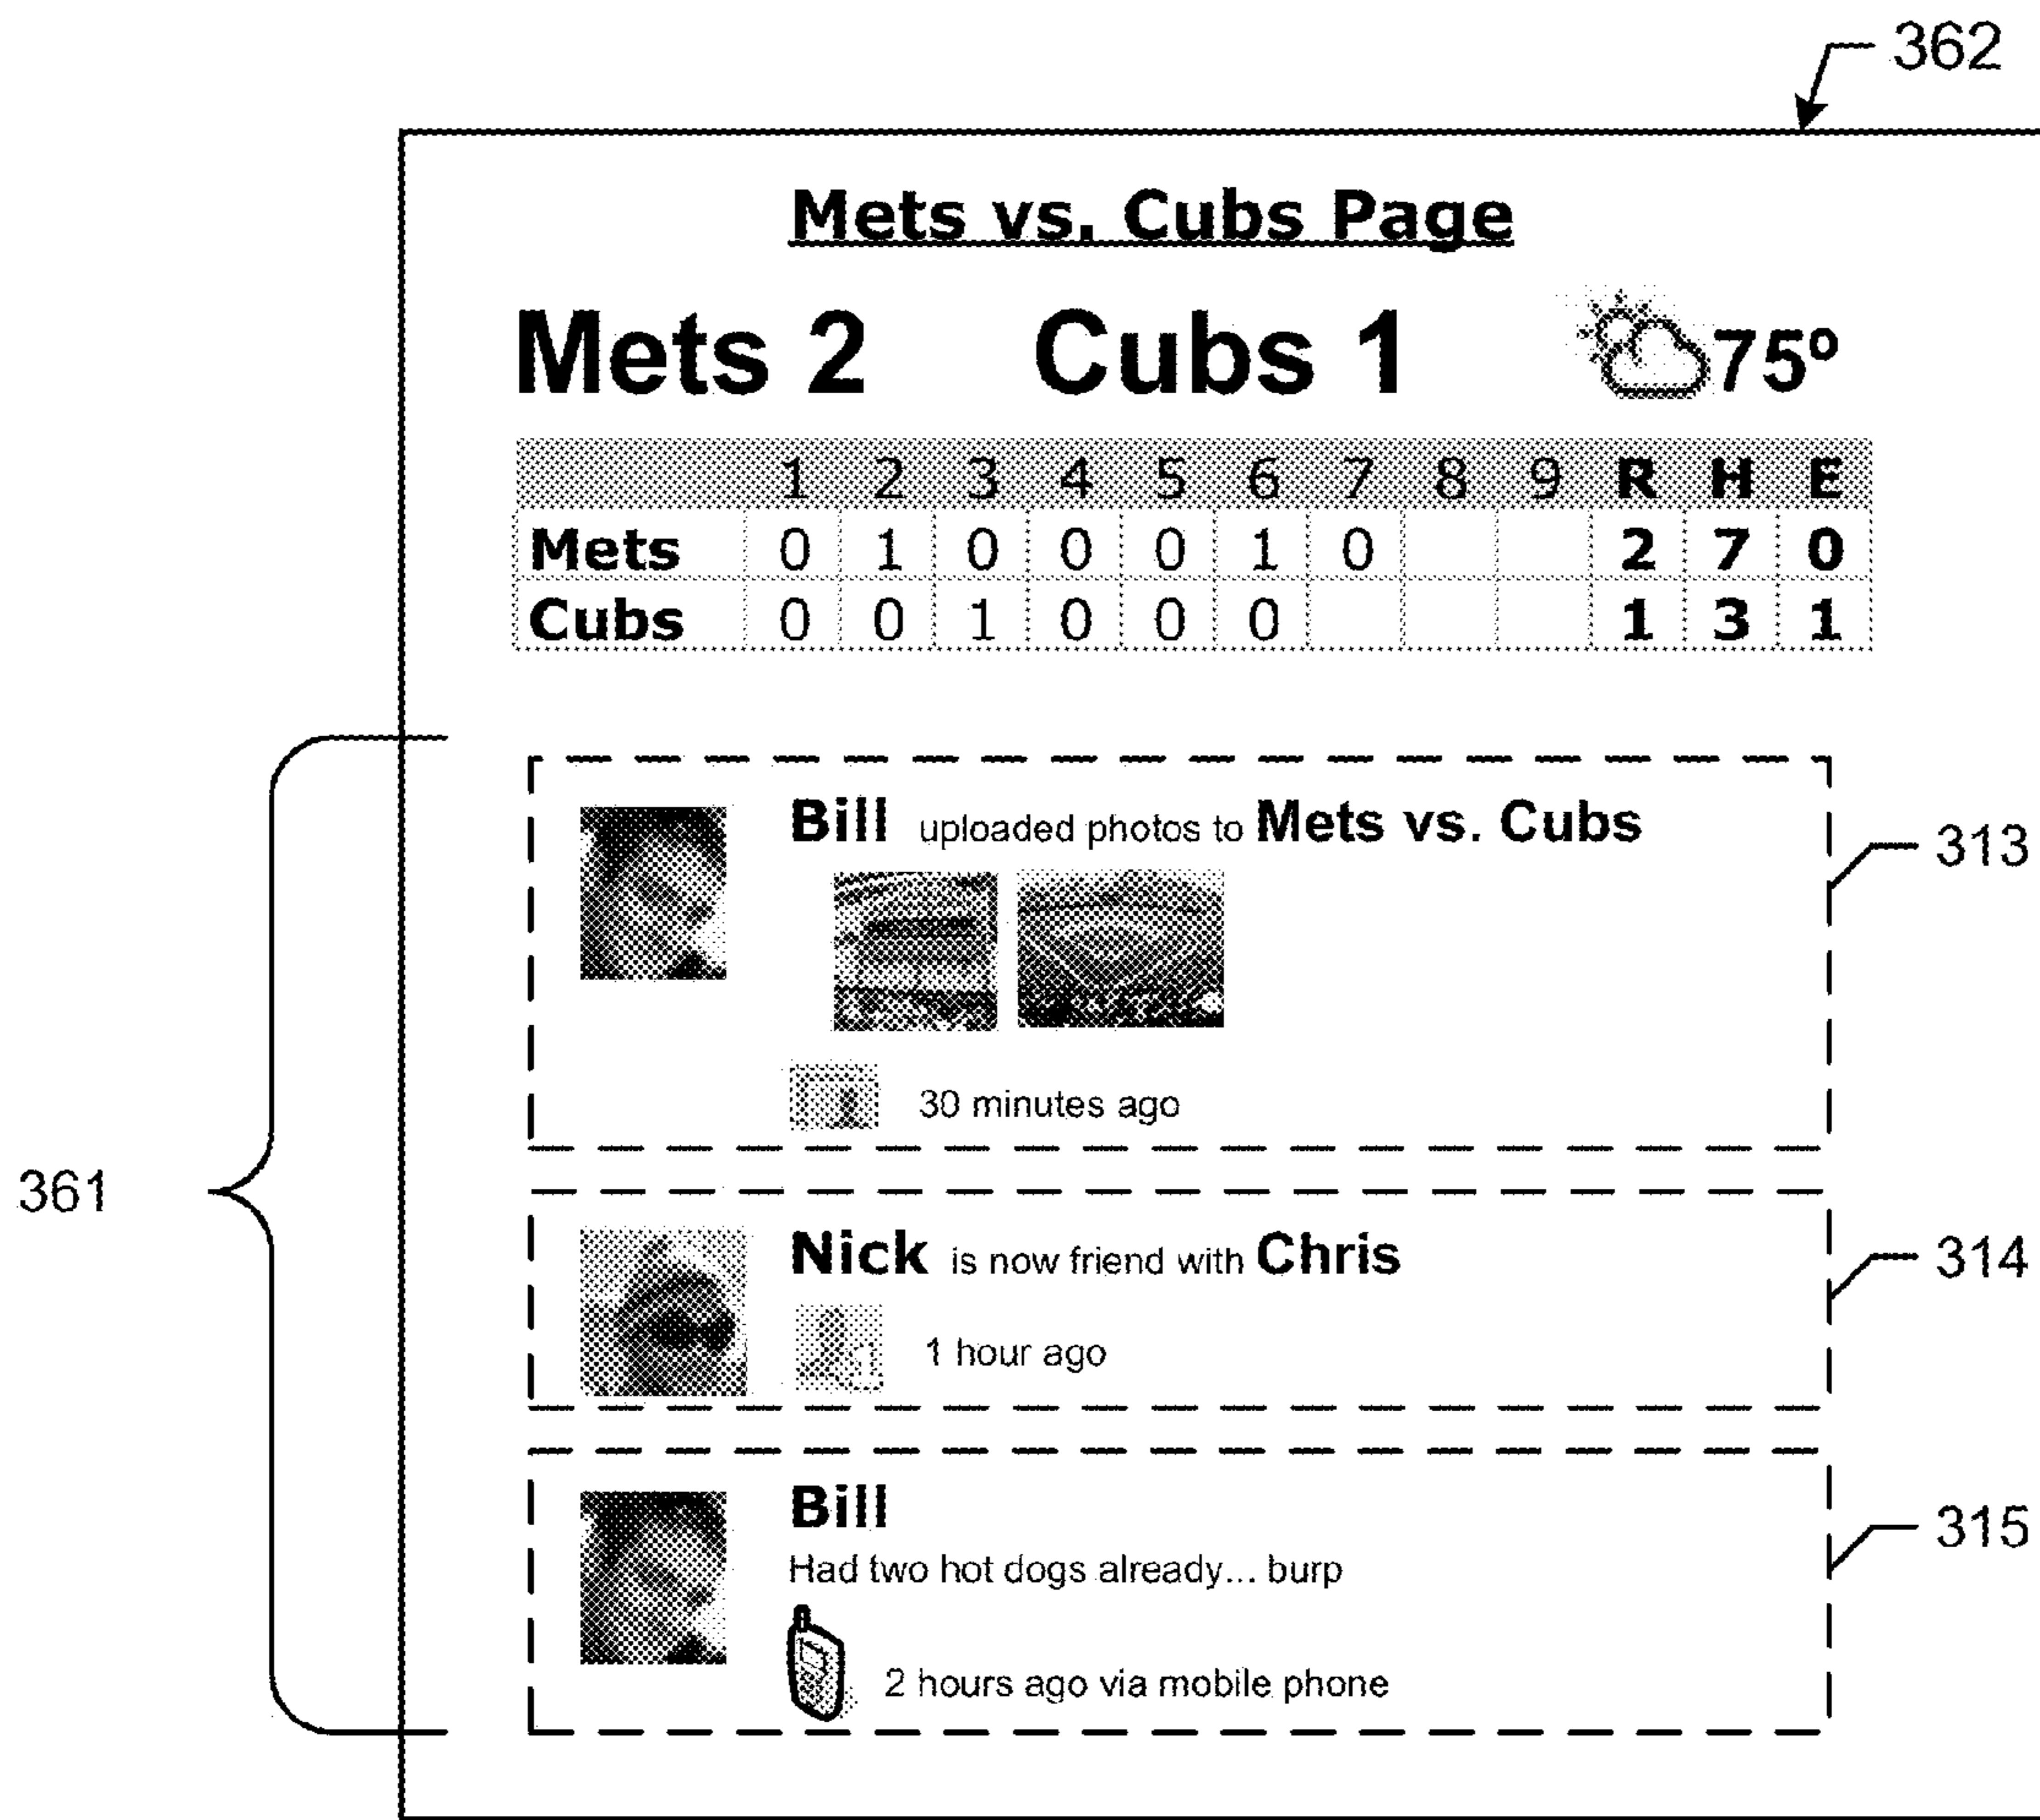 362
Mets vs. Cubs Page
Mets 2 Cubs 1 75º
1 2 3 4 5 6 7 8 9 R H E
Mets 0 1 0 0 0 1 0 2 7 0
Cubs 0 0 1 0 0 0 1 3 1
Bill uploaded photos to Mets vs. Cubs
313
30 minutes ago
361
Nick is now friend with Chris
314
1 hour ago
Bill
315
Had two hot dogs already... burp
2 hours ago via mobile phone